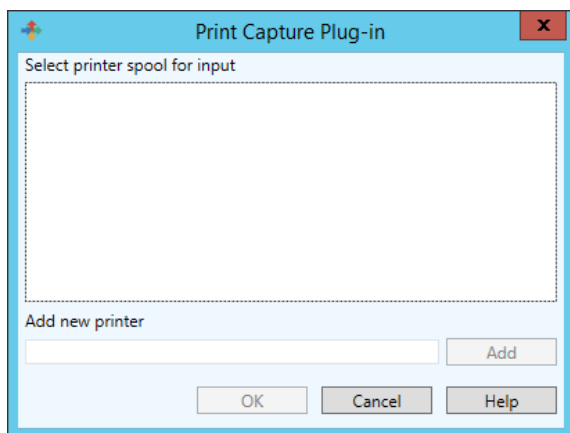 Print Capture Plug-in
x
Select printer spool for input
Add new printer
Add
OK Cancel Help